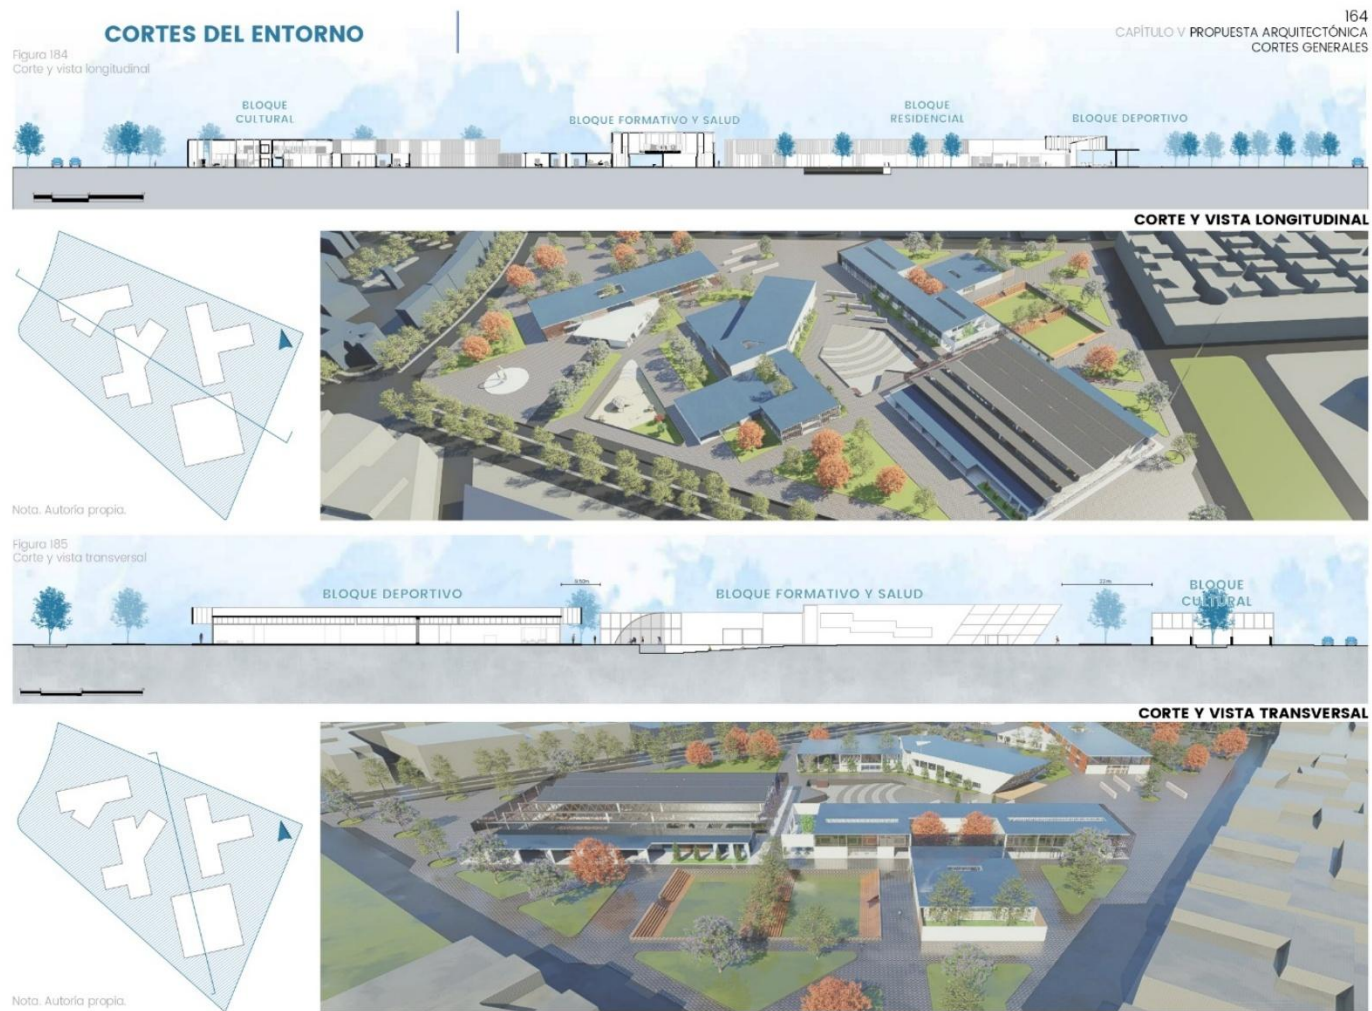 CORTES DEL ENTORNO
164
CAPÍTULO V PROPUESTA ARQUITECTÓNICA
CORTES GENERALES
Figura 184
Corte y vista longitudinal
BLOQUE
CULTURAL
BLOQUE FORMATIVO Y SALUD
BLOQUE
RESIDENCIAL
BLOQUE DEPORTIVO
CORTE Y VISTA LONGITUDINAL
Nota. Autoría propia.
Figura 185
Corte y vista transversal
BLOQUE DEPORTIVO
BLOQUE FORMATIVO Y SALUD
BLOQUE
CULTURAL
CORTE Y VISTA TRANSVERSAL
Nota. Autoría propia.